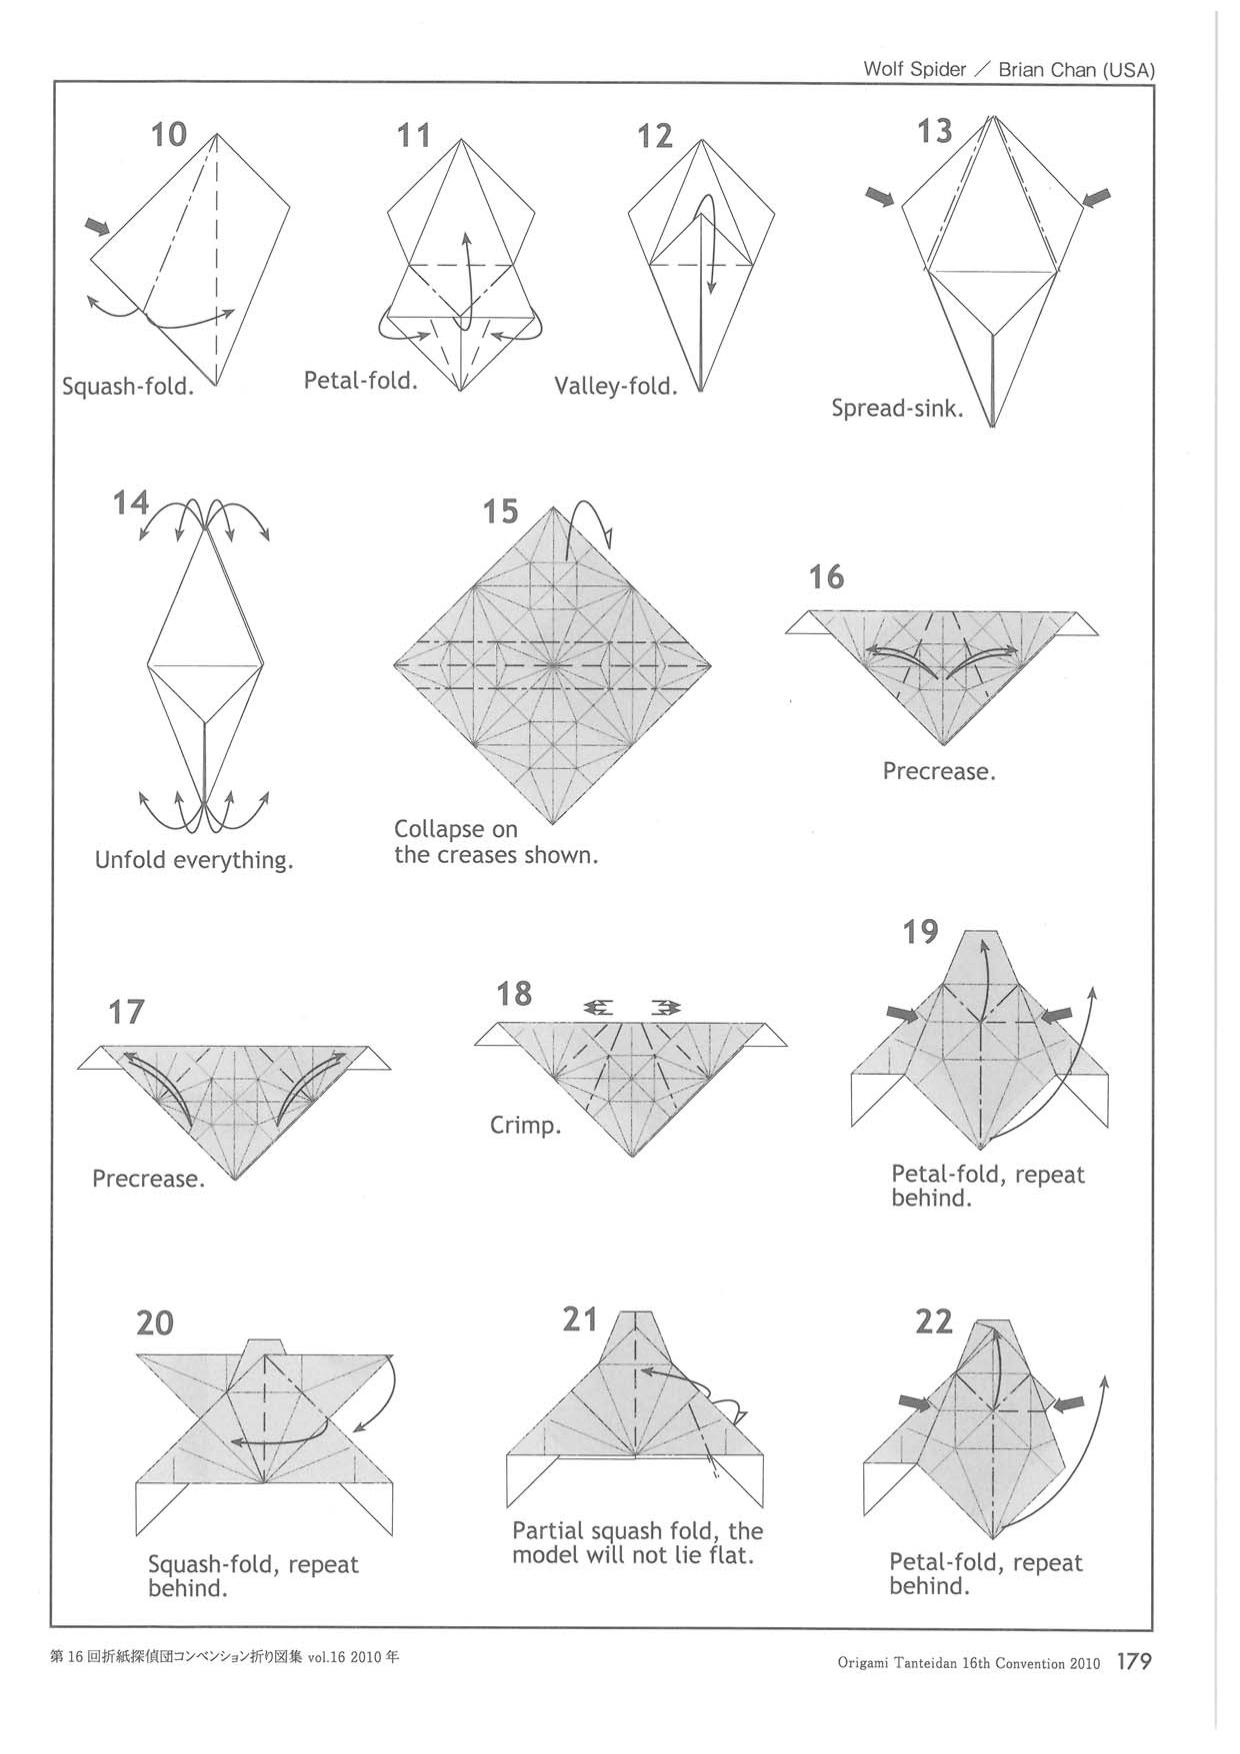 Wolf Spider / Brian Chan (USA)
10
11
12
13
Squash-fold.
Petal-fold.
Valley-fold.
Spread-sink.
14
15
16
Unfold everything.
Collapse on
the creases shown.
Precrease.
17
18
19
Precrease.
Crimp.
Petal-fold, repeat
behind.
20
21
22
Squash-fold, repeat
behind.
Partial squash fold, the
model will not lie flat.
Petal-fold, repeat
behind.
第 16 回折紙探偵団コンベンション折り図集 vol.16 2010 年
Origami Tanteidan 16th Convention 2010 179